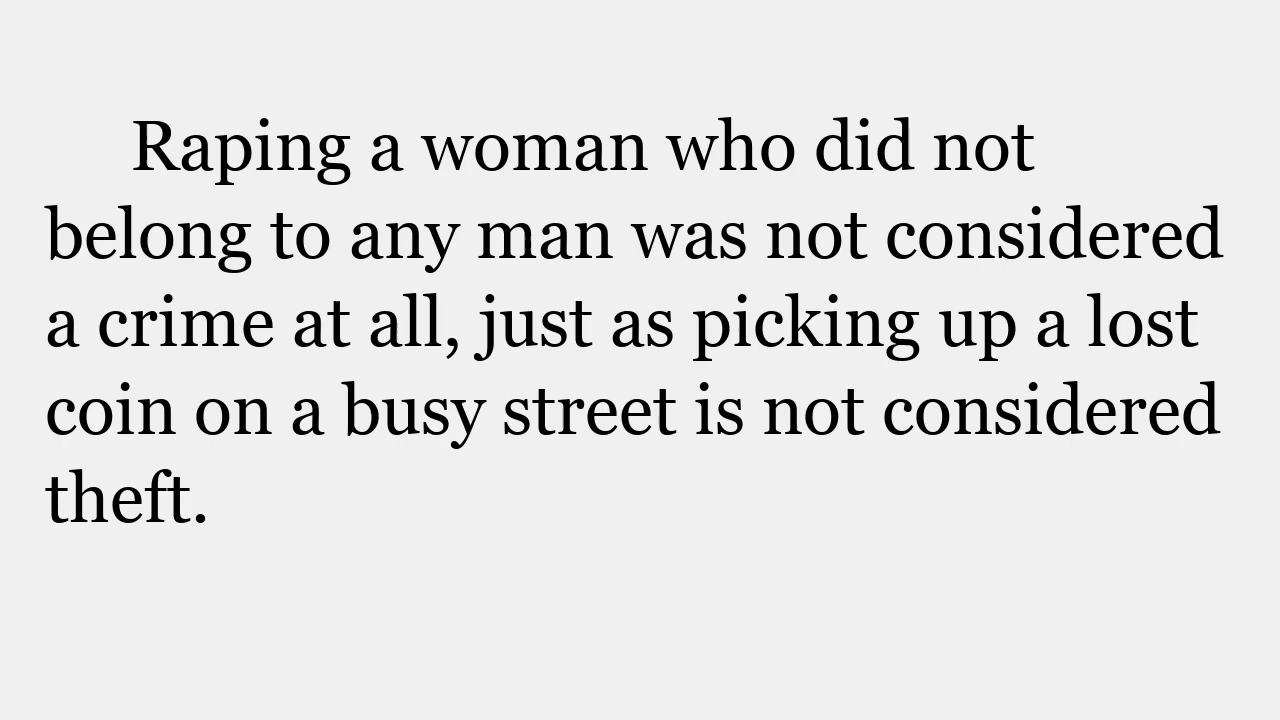 Raping a woman who did not
belong to any man was not considered
a crime at all, just as picking up a lost
coin on a busy street is not considered
theft.